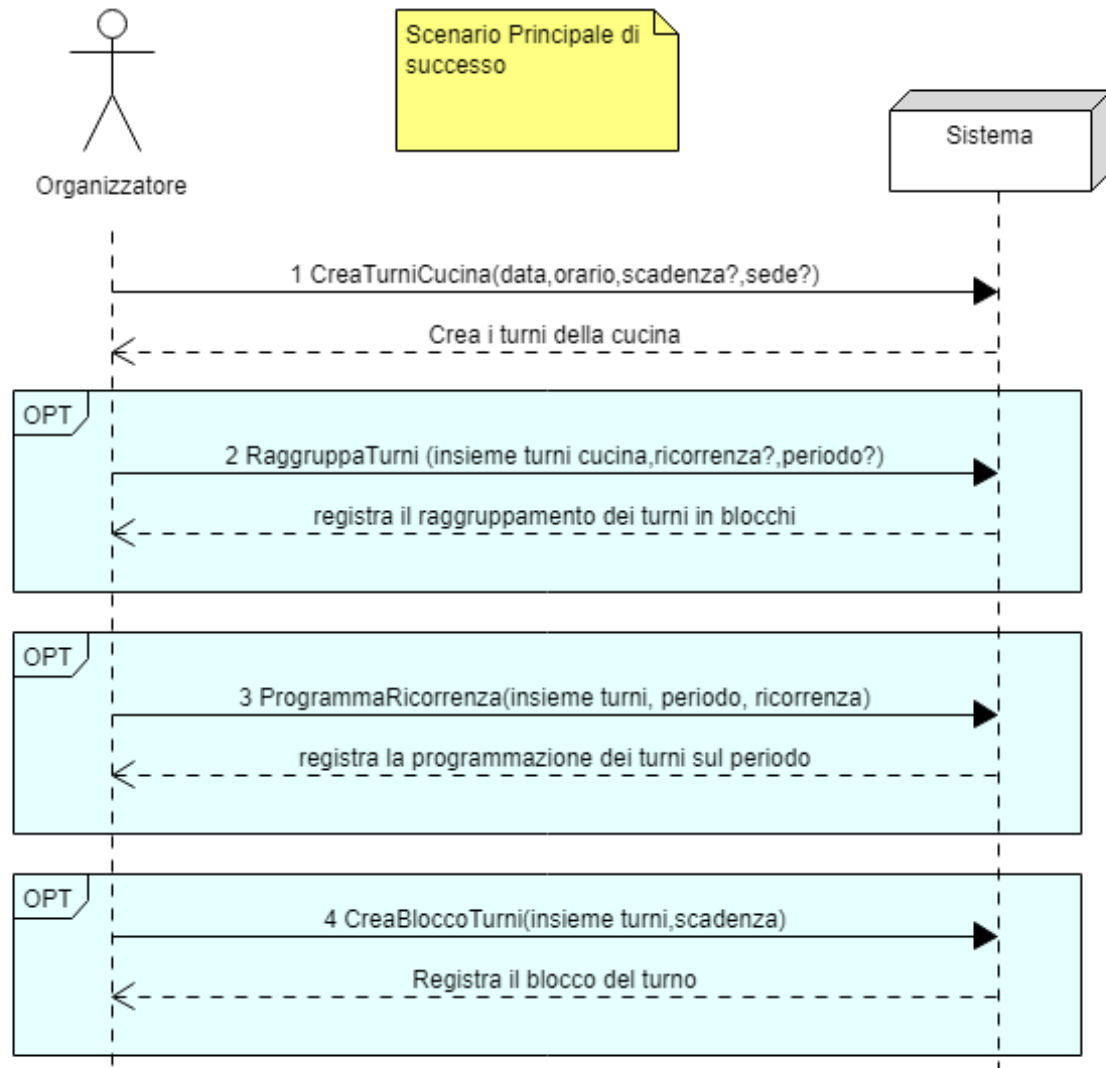 Scenario Principale di
successo
Sistema
Organizzatore
1 CreaTurniCucina(data,orario,scadenza?,sede?)
Crea i turni della cucina
OPT
2 RaggruppaTurni (insieme turni cucina,ricorrenza?,periodo?)
registra il raggruppamento dei turni in blocchi
OPT
3 ProgrammaRicorrenza(insieme turni, periodo, ricorrenza)
registra la programmazione dei turni sul periodo
OPT
4 CreaBloccoTurni(insieme turni,scadenza)
Registra il blocco del turno